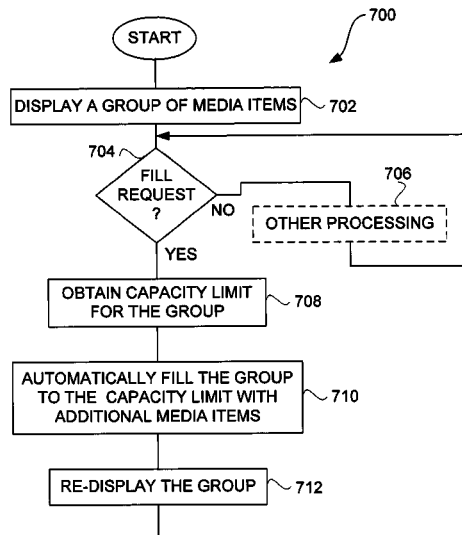 START
700
DISPLAY A GROUP OF MEDIA ITEMS
702
704
FILL
REQUEST
?
NO
YES
706
OTHER PROCESSING
OBTAIN CAPACITY LIMIT
FOR THE GROUP
708
AUTOMATICALLY FILL THE GROUP
TO THE CAPACITY LIMIT WITH
ADDITIONAL MEDIA ITEMS
710
RE-DISPLAY THE GROUP
712